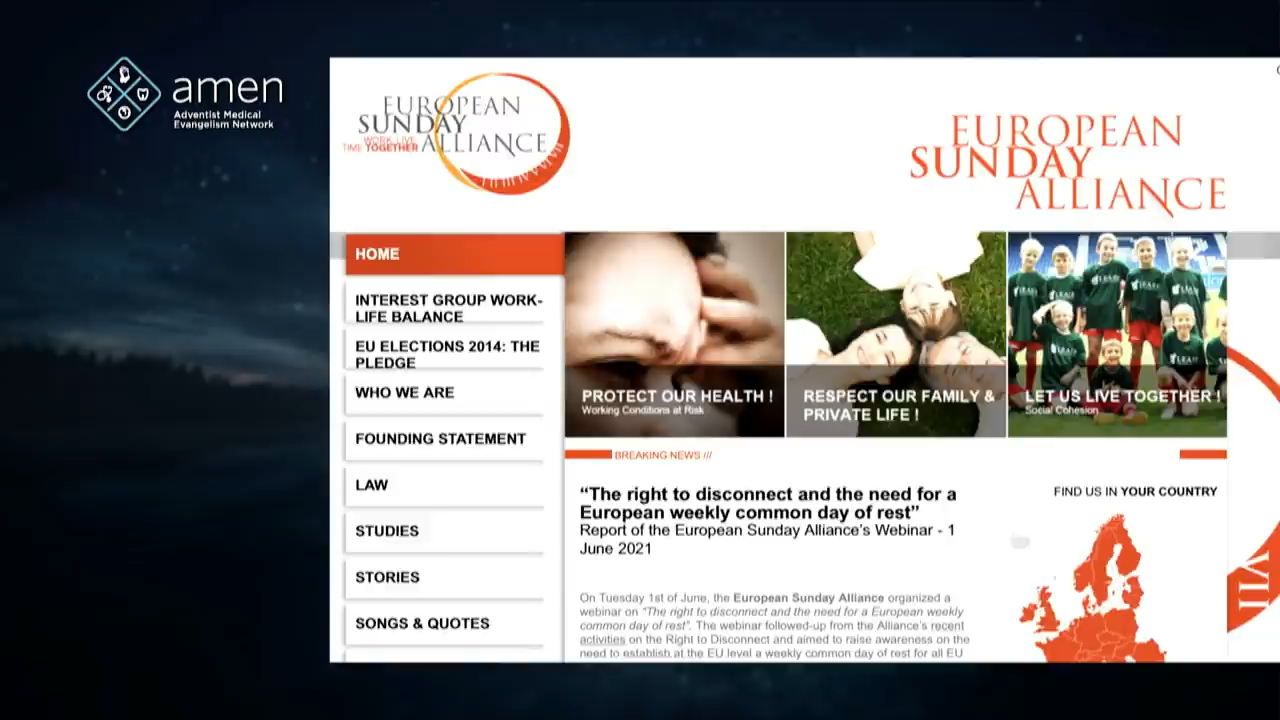 amen
Adventist Medical
Evangelism Network
EUROPEAN
SUNDAY
WORK, LIVE
TIME TOGETHER
ALLIANCE
EUROPEAN
SUNDAY
ALLIANCE
HOME
INTEREST GROUP WORK-
LIFE BALANCE
EU ELECTIONS 2014: THE
PLEDGE
WHO WE ARE
FOUNDING STATEMENT
LAW
STUDIES
STORIES
SONGS & QUOTES
PROTECT OUR HEALTH !
Working Conditions at Risk
RESPECT OUR FAMILY &
PRIVATE LIFE !
LET US LIVE TOGETHER !
Social Cohesion
BREAKING NEWS ///
“The right to disconnect and the need for a
European weekly common day of rest”
Report of the European Sunday Alliance’s Webinar - 1
June 2021
On Tuesday 1st of June, the European Sunday Alliance organized a
webinar on “The right to disconnect and the need for a European weekly
common day of rest”. The webinar followed-up from the Alliance’s recent
activities on the Right to Disconnect and aimed to raise awareness on the
need to establish at the EU level a weekly common day of rest for all EU
FIND US IN YOUR COUNTRY
VII